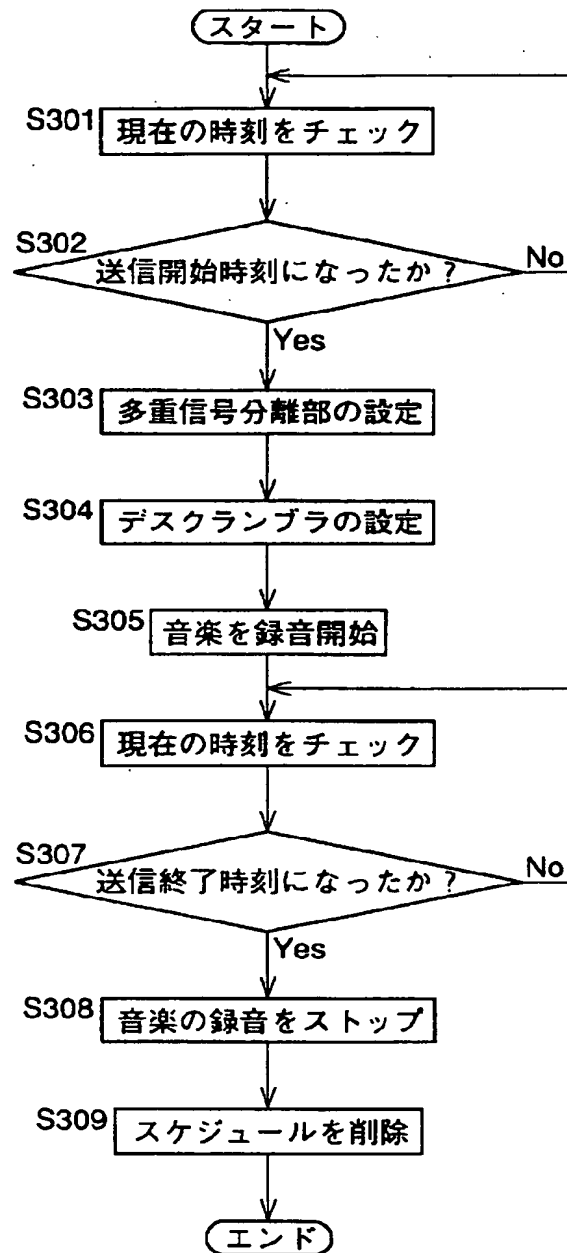 スタート
S301
現在の時刻をチェック
S302
送信開始時刻になったか?
No
Yes
S303
多重信号分離部の設定
S304
デスクランブラの設定
S305
音楽を録音開始
S306
現在の時刻をチェック
S307
送信終了時刻になったか?
No
Yes
S308
音楽の録音をストップ
S309
スケジュールを削除
エンド